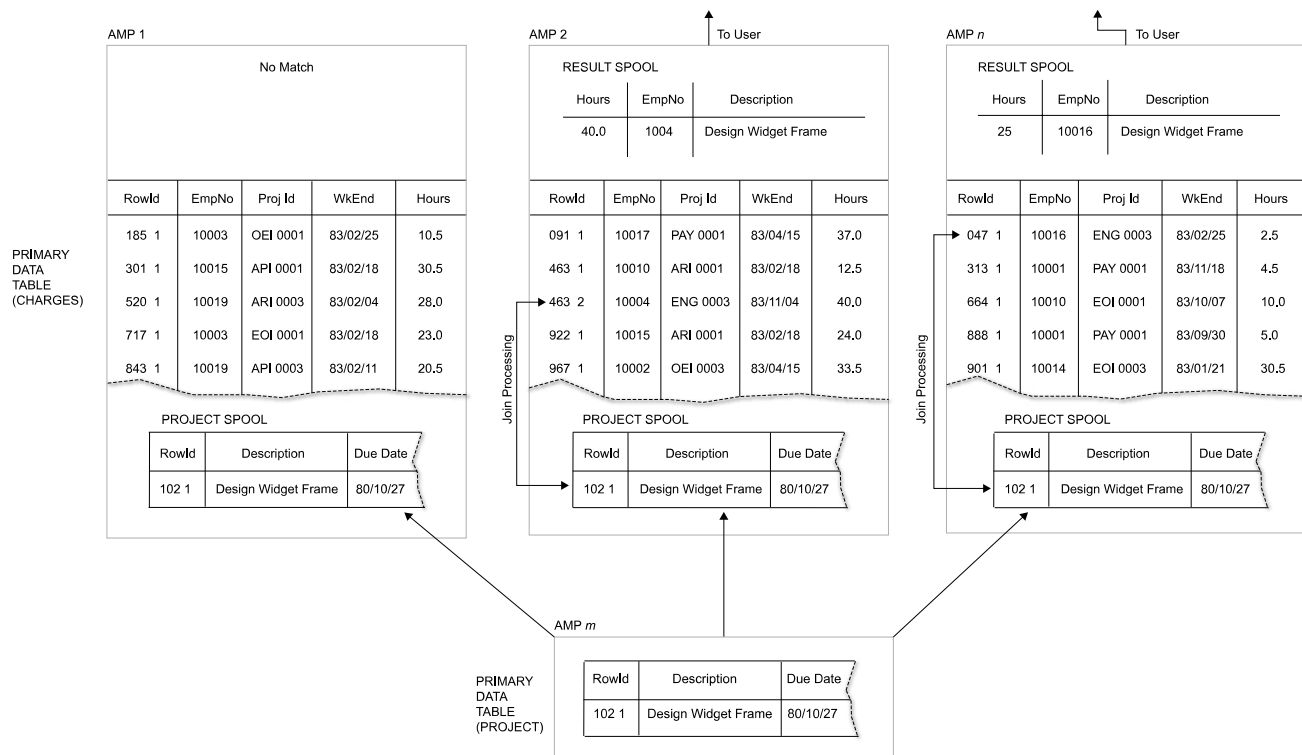 AMP 1
No Match
RowId EmpNo Proj Id WkEnd Hours
185 1 10003 OEI 0001 83/02/25 10.5
301 1 10015 API 0001 83/02/18 30.5
520 1 10019 ARI 0003 83/02/04 28.0
717 1 10003 EOI 0001 83/02/18 23.0
843 1 10019 API 0003 83/02/11 20.5
PRIMARY
DATA
TABLE
(CHARGES)
PROJECT SPOOL
RowId Description Due Date
102 1 Design Widget Frame 80/10/27
AMP 2
To User
RESULT SPOOL
Hours EmpNo Description
40.0 1004 Design Widget Frame
RowId EmpNo Proj Id WkEnd Hours
091 1 10017 PAY 0001 83/04/15 37.0
463 1 10010 ARI 0001 83/02/18 12.5
463 2 10004 ENG 0003 83/11/04 40.0
922 1 10015 ARI 0001 83/02/18 24.0
967 1 10002 OEI 0003 83/04/15 33.5
Join Processing
PROJECT SPOOL
RowId Description Due Date
102 1 Design Widget Frame 80/10/27
AMP n
To User
RESULT SPOOL
Hours EmpNo Description
25 10016 Design Widget Frame
RowId EmpNo Proj Id WkEnd Hours
047 1 10016 ENG 0003 83/02/25 2.5
313 1 10001 PAY 0001 83/11/18 4.5
664 1 10010 EOI 0001 83/10/07 10.0
888 1 10001 PAY 0001 83/09/30 5.0
901 1 10014 EOI 0003 83/01/21 30.5
Join Processing
PROJECT SPOOL
RowId Description Due Date
102 1 Design Widget Frame 80/10/27
AMP m
PRIMARY
DATA
TABLE
(PROJECT)
RowId Description Due Date
102 1 Design Widget Frame 80/10/27